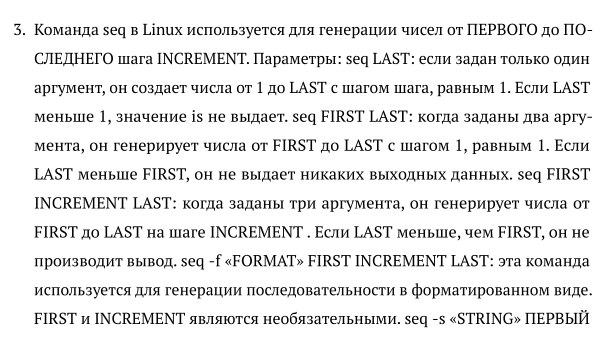 3. Команда seq в Linux используется для генерации чисел от ПЕРВОГО до ПО-
СЛЕДНЕГО шага INCREMENT. Параметры: seq LAST: если задан только один
аргумент, он создает числа от 1 до LAST с шагом шага, равным 1. Если LAST
меньше 1, значение is не выдает. seq FIRST LAST: когда заданы два аргу-
мента, он генерирует числа от FIRST до LAST с шагом 1, равным 1. Если
LAST меньше FIRST, он не выдает никаких выходных данных. seq FIRST
INCREMENT LAST: когда заданы три аргумента, он генерирует числа от
FIRST до LAST на шаге INCREMENT . Если LAST меньше, чем FIRST, он не
производит вывод. seq -f «FORMAT» FIRST INCREMENT LAST: эта команда
используется для генерации последовательности в форматированном виде.
FIRST и INCREMENT являются необязательными. seq -s «STRING» ПЕРВЫЙ